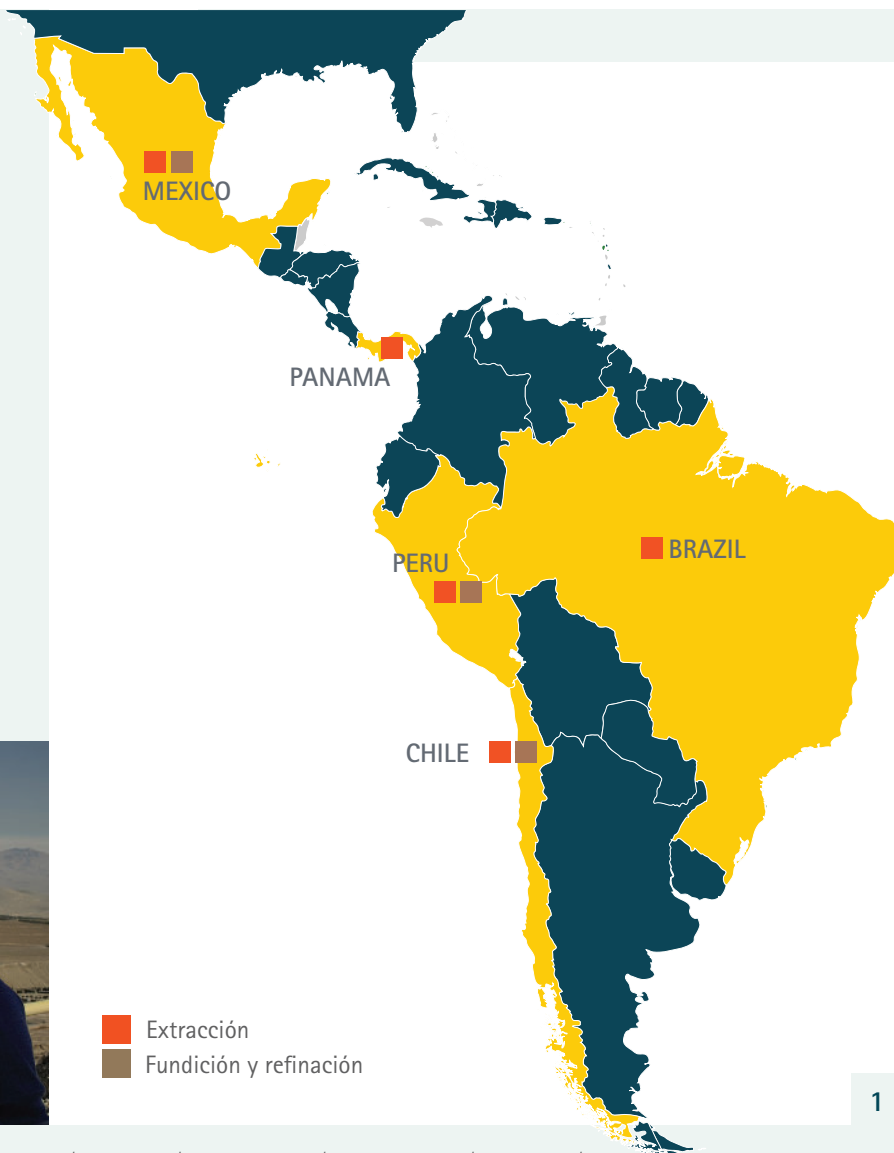 MEXICO
PANAMA
PERU
BRAZIL
CHILE
Extracción
Fundición y refinación
1